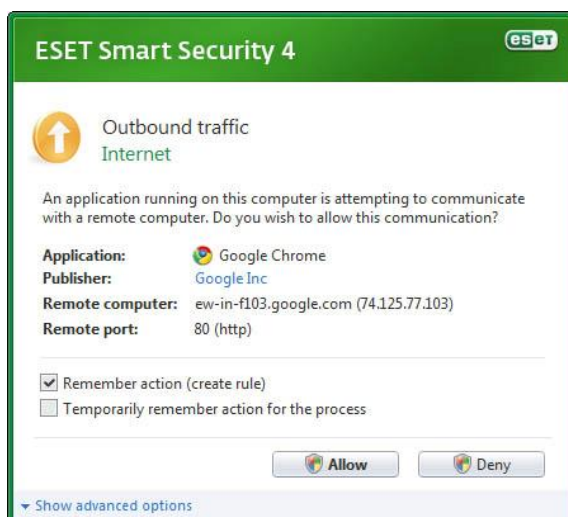 ESET Smart Security 4
eset
Outbound traffic
Internet
An application running on this computer is attempting to communicate
with a remote computer. Do you wish to allow this communication?
Application: Google Chrome
Publisher: Google Inc
Remote computer: ew-in-f103.google.com (74.125.77.103)
Remote port: 80 (http)
Remember action (create rule)
Temporarily remember action for the process
Allow Deny
Show advanced options